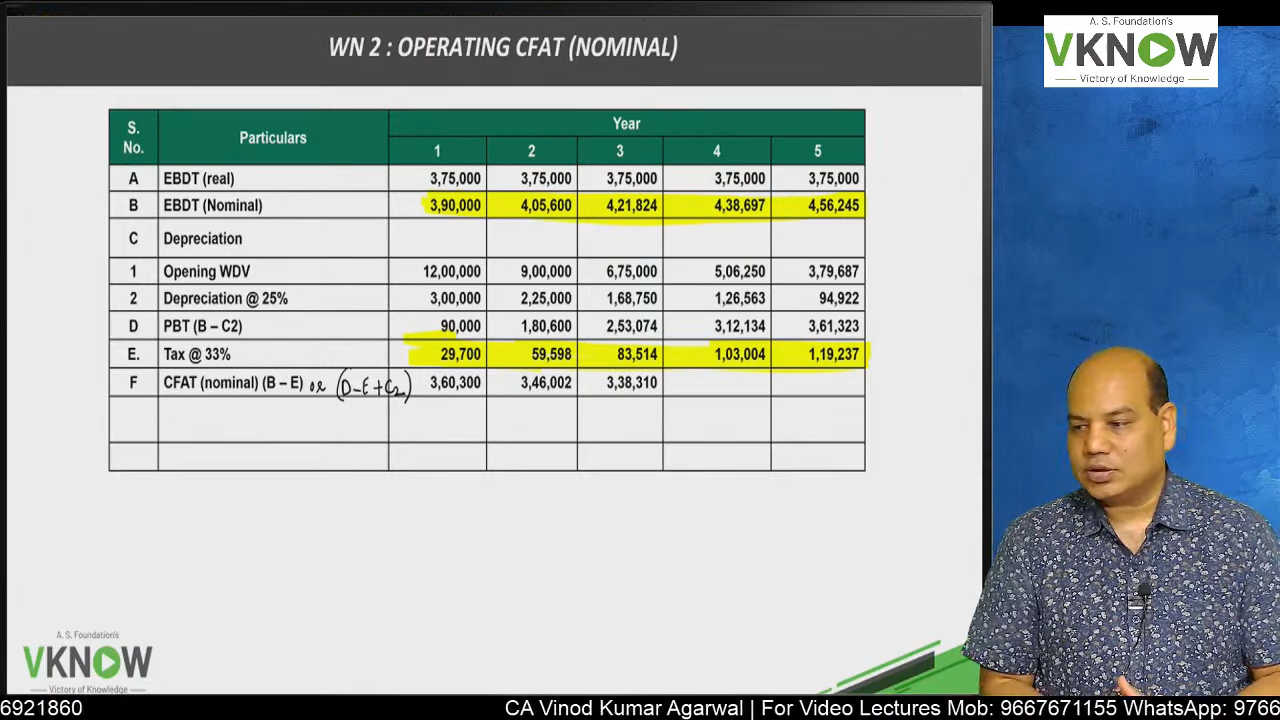 WN 2 : OPERATING CFAT (NOMINAL)
A. S. Foundation's
VKNOW
Victory of Knowledge
S. No. Particulars Year
1 2 3 4 5
A EBDT (real) 3,75,000 3,75,000 3,75,000 3,75,000 3,75,000
B EBDT (Nominal) 3,90,000 4,05,600 4,21,824 4,38,697 4,56,245
C Depreciation
1 Opening WDV 12,00,000 9,00,000 6,75,000 5,06,250 3,79,687
2 Depreciation @ 25% 3,00,000 2,25,000 1,68,750 1,26,563 94,922
D PBT (B – C2) 90,000 1,80,600 2,53,074 3,12,134 3,61,323
E. Tax @ 33% 29,700 59,598 83,514 1,03,004 1,19,237
F CFAT (nominal) (B – E) or (D-E+C2) 3,60,300 3,46,002 3,38,310
A. S. Foundation's
VKNOW
Victory of Knowledge
6921860 CA Vinod Kumar Agarwal | For Video Lectures Mob: 9667671155 WhatsApp: 9766